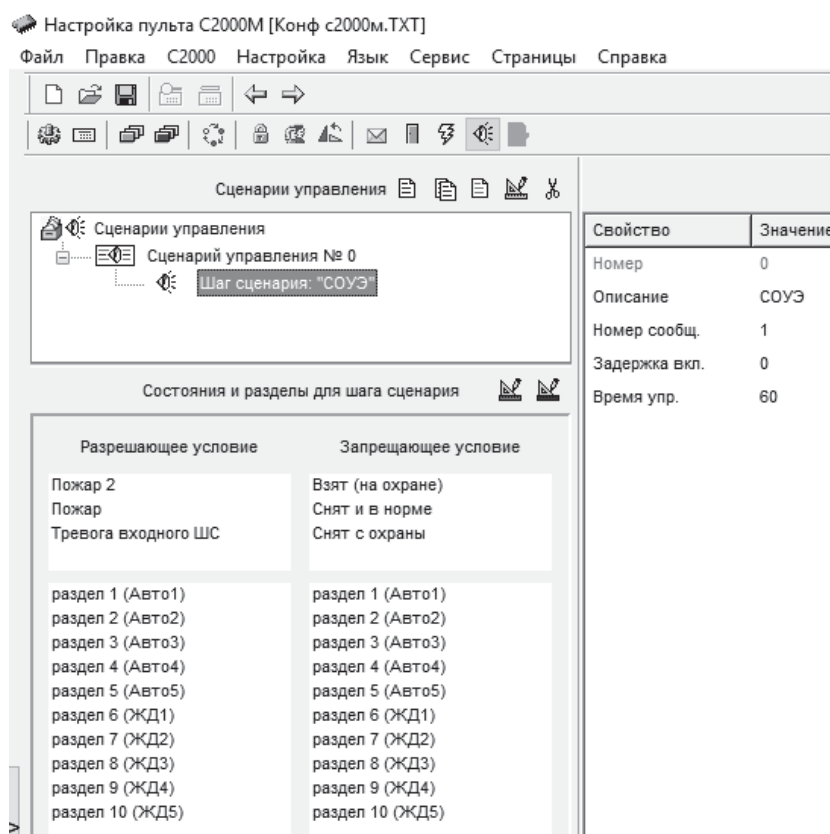 Настройка пульта С2000М [Конф с2000м.TXT]
Файл Правка С2000 Настройка Язык Сервис Страницы Справка
Сценарии управления
Сценарии управления
Сценарий управления № 0
Шаг сценария: "СОУЭ"
Состояния и разделы для шага сценария
Разрешающее условие
Пожар 2
Пожар
Тревога входного ШС
раздел 1 (Авто1)
раздел 2 (Авто2)
раздел 3 (Авто3)
раздел 4 (Авто4)
раздел 5 (Авто5)
раздел 6 (ЖД1)
раздел 7 (ЖД2)
раздел 8 (ЖД3)
раздел 9 (ЖД4)
раздел 10 (ЖД5)
Запрещающее условие
Взят (на охране)
Снят и в норме
Снят с охраны
раздел 1 (Авто1)
раздел 2 (Авто2)
раздел 3 (Авто3)
раздел 4 (Авто4)
раздел 5 (Авто5)
раздел 6 (ЖД1)
раздел 7 (ЖД2)
раздел 8 (ЖД3)
раздел 9 (ЖД4)
раздел 10 (ЖД5)
Свойство Значение
Номер 0
Описание СОУЭ
Номер сообщ. 1
Задержка вкл. 0
Время упр. 60